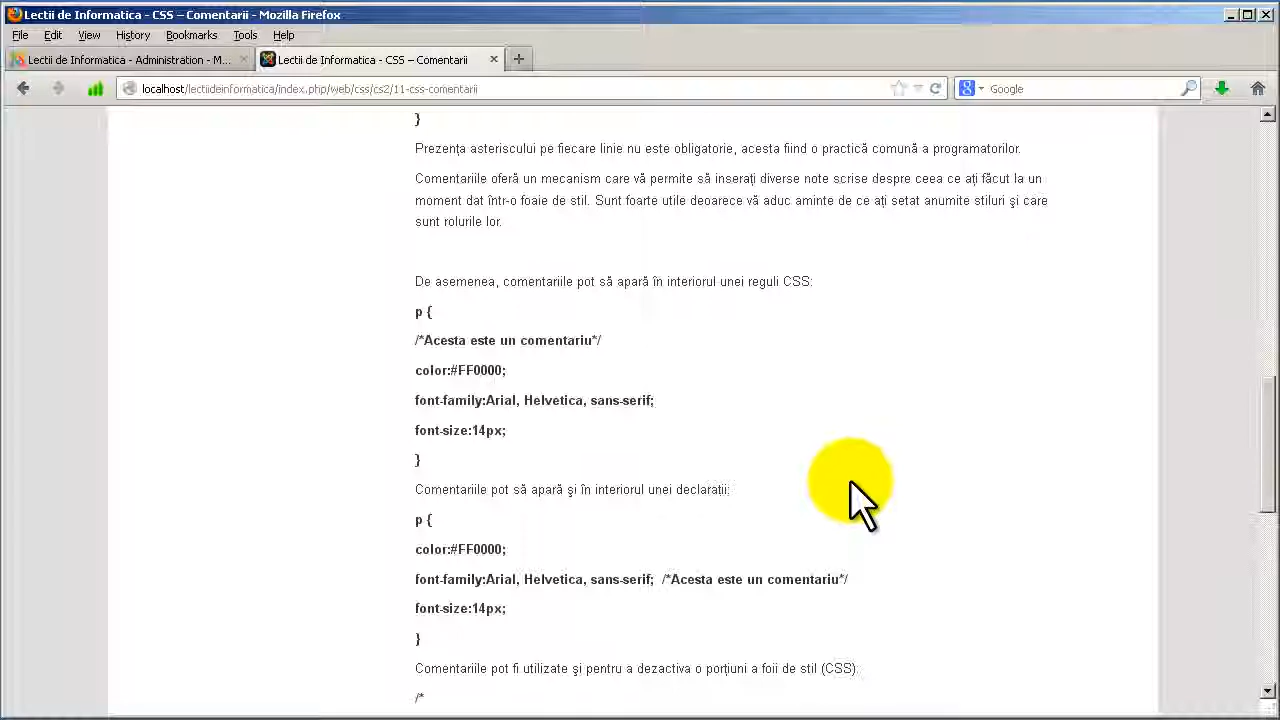 Lectii de Informatica - CSS – Comentarii - Mozilla Firefox
File Edit View History Bookmarks Tools Help
Lectii de Informatica - Administration - M... Lectii de Informatica - CSS – Comentarii
localhost/lectiideinformatica/index.php/web/css/cs2/11-css-comentarii Google
}
Prezența asteriscului pe fiecare linie nu este obligatorie, acesta fiind o practică comună a programatorilor.
Comentariile oferă un mecanism care vă permite să inserați diverse note scrise despre ceea ce ați făcut la un
moment dat într-o foaie de stil. Sunt foarte utile deoarece vă aduc aminte de ce ați setat anumite stiluri şi care
sunt rolurile lor.
De asemenea, comentariile pot să apară în interiorul unei reguli CSS:
p {
/*Acesta este un comentariu*/
color:#FF0000;
font-family:Arial, Helvetica, sans-serif;
font-size:14px;
}
Comentariile pot să apară şi în interiorul unei declarații:
p {
color:#FF0000;
font-family:Arial, Helvetica, sans-serif; /*Acesta este un comentariu*/
font-size:14px;
}
Comentariile pot fi utilizate şi pentru a dezactiva o porțiuni a foii de stil (CSS):
/*